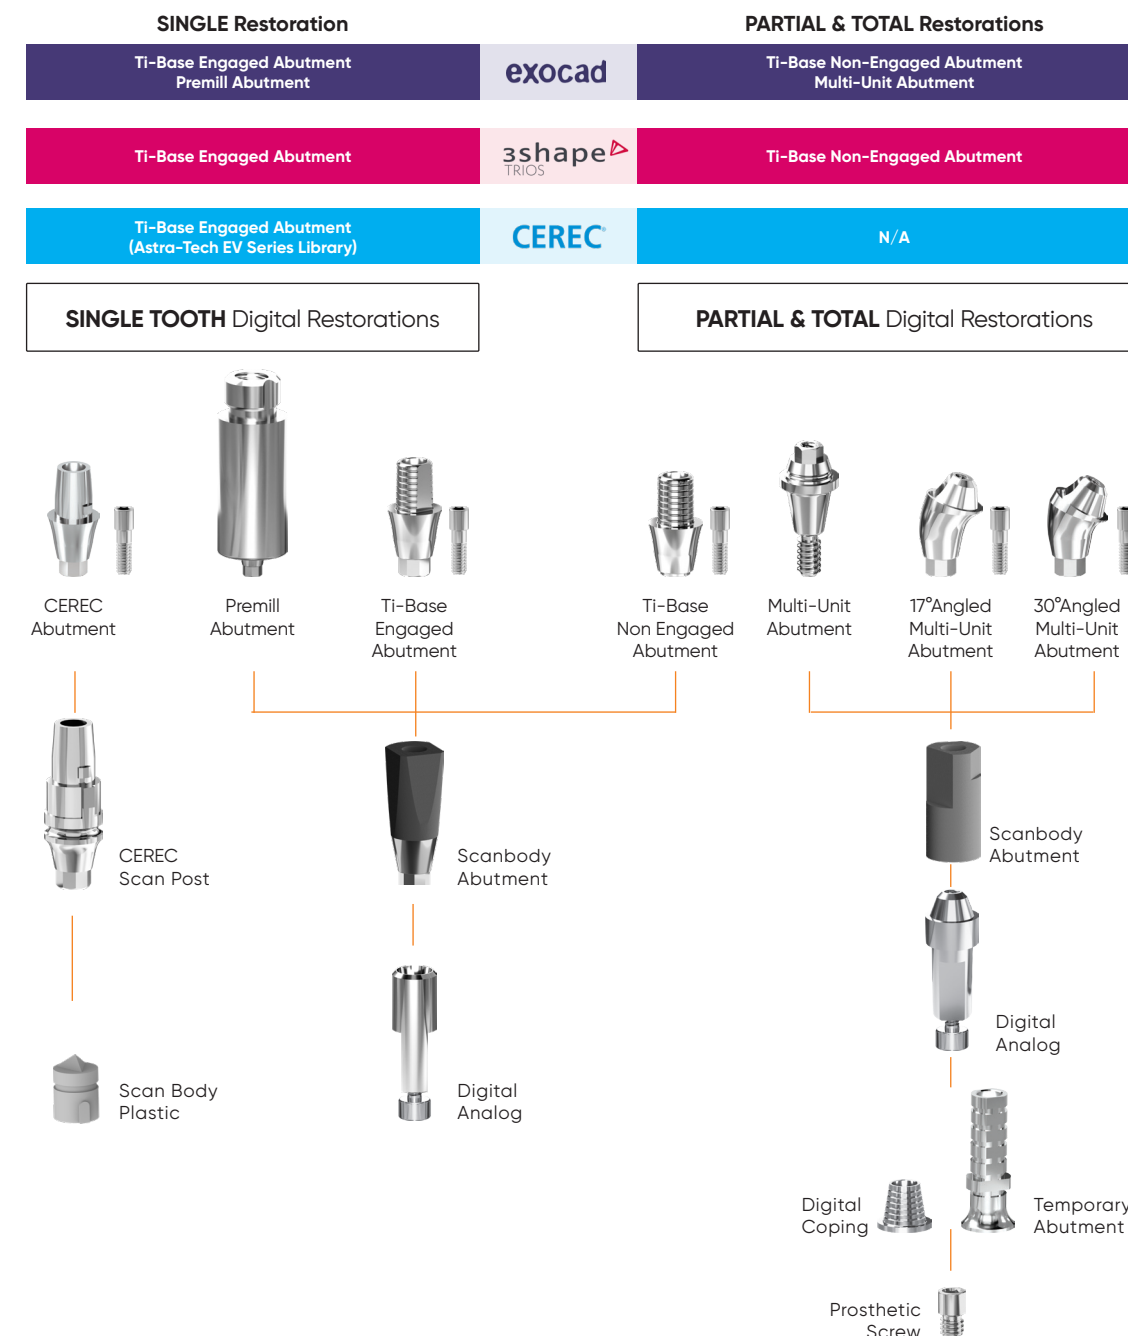 SINGLE Restoration
PARTIAL & TOTAL Restorations
Ti-Base Engaged Abutment
Premill Abutment
exocad
Ti-Base Non-Engaged Abutment
Multi-Unit Abutment
Ti-Base Engaged Abutment
3shape
TRIOS
Ti-Base Non-Engaged Abutment
Ti-Base Engaged Abutment
(Astra-Tech EV Series Library)
CEREC®
N/A
SINGLE TOOTH Digital Restorations
PARTIAL & TOTAL Digital Restorations
CEREC
Abutment
Premill
Abutment
Ti-Base
Engaged
Abutment
Ti-Base
Non Engaged
Abutment
Multi-Unit
Abutment
17°Angled
Multi-Unit
Abutment
30°Angled
Multi-Unit
Abutment
CEREC
Scan Post
Scanbody
Abutment
Scanbody
Abutment
Scan Body
Plastic
Digital
Analog
Digital
Analog
Digital
Coping
Temporary
Abutment
Prosthetic
Screw